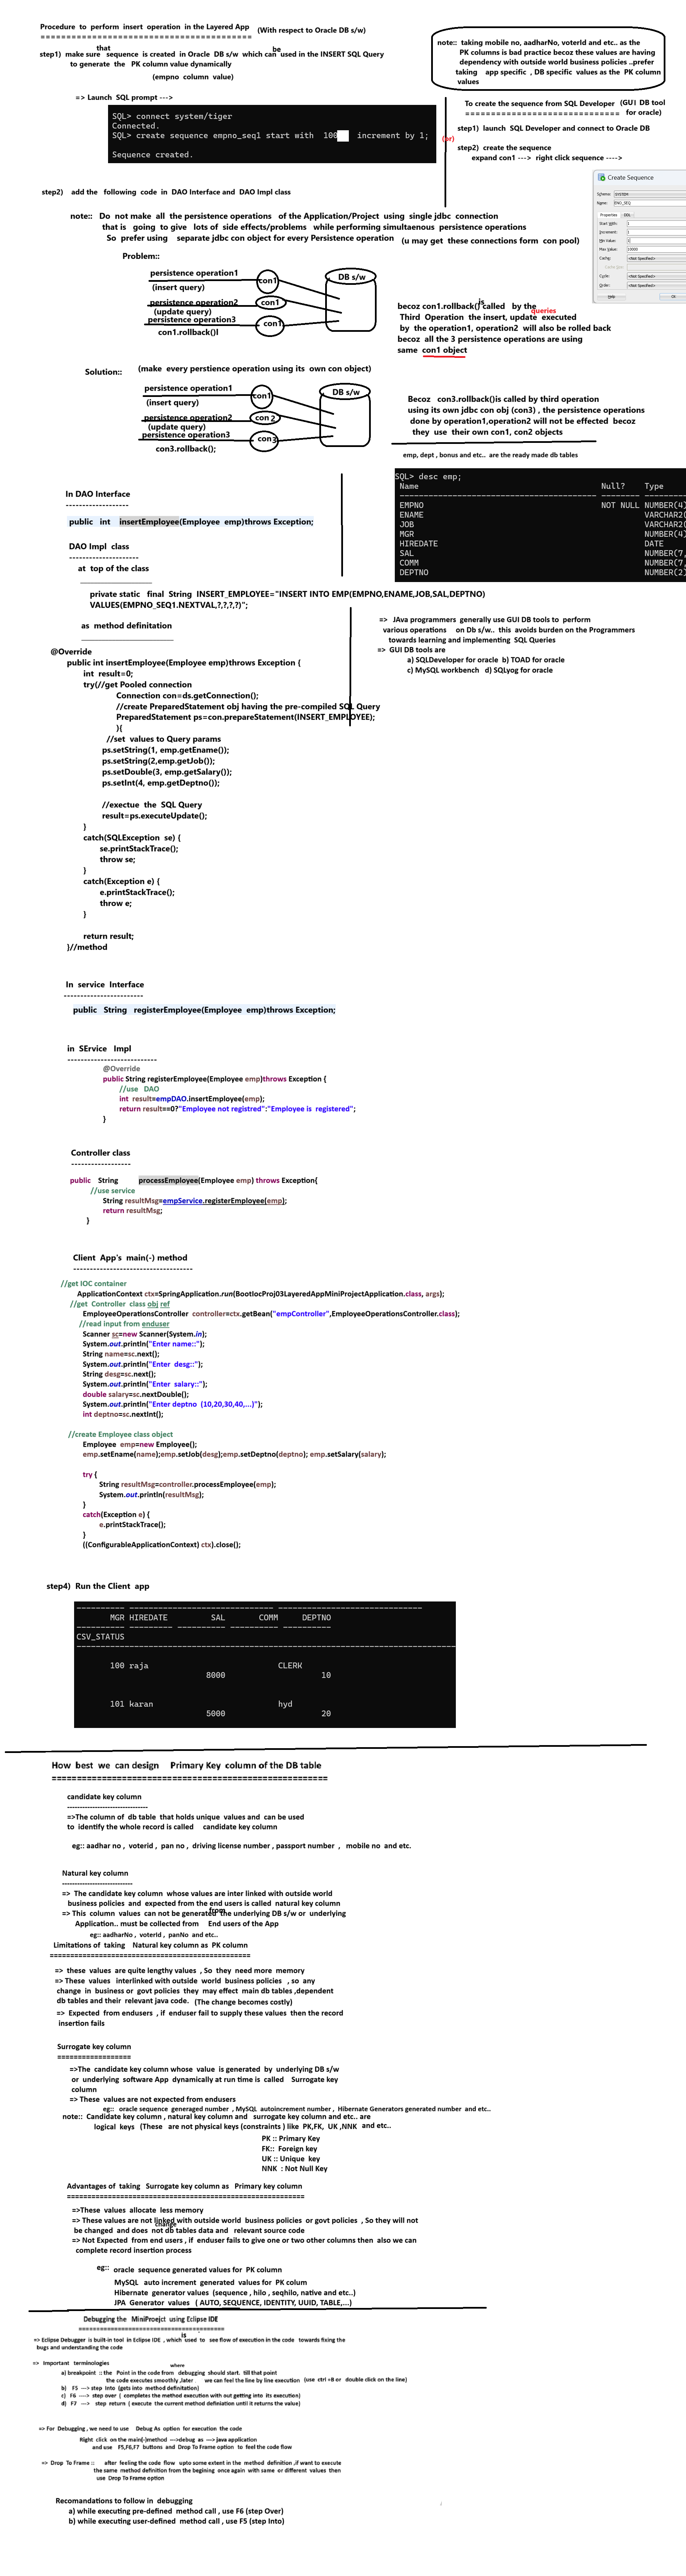 Procedure to perform insert operation in the Layered App (With respect to Oracle DB s/w)
=====================================
step1) make sure that sequence is created in Oracle DB s/w which can be used in the INSERT SQL Query
to generate the PK column value dynamically
(empno column value)
=> Launch SQL prompt --->
SQL> connect system/tiger
Connected.
SQL> create sequence empno_seq1 start with 100 increment by 1;
Sequence created.
note:: taking mobile no, aadharNo, voterId and etc.. as the
PK columns is bad practice becoz these values are having
dependency with outside world business policies ..prefer
taking app specific , DB specific values as the PK column
values
(or)
To create the sequence from SQL Developer (GUI DB tool
for oracle)
============================
step1) launch SQL Developer and connect to Oracle DB
step2) create the sequence
expand con1 ---> right click sequence ---->
Create Sequence
Schema: SYSTEM
Name: ENO_SEQ
Properties DDL
Start With: 1
Increment: 1
Min Value: 1
Max Value: 10000
Cache: <Not Specified>
Cycle: <Not Specified>
Order: <Not Specified>
Help OK
step2) add the following code in DAO Interface and DAO Impl class
note:: Do not make all the persistence operations of the Application/Project using single jdbc connection
that is going to give lots of side effects/problems while performing simultaenous persistence operations
So prefer using separate jdbc con object for every Persistence operation (u may get these connections form con pool)
Problem::
persistence operation1
(insert query)
con1
DB s/w
persistence operation2
(update query)
con1
persistence operation3
con1
con1.rollback()l
becoz con1.rollback() is called by the
Third Operation the insert, update queries executed
by the operation1, operation2 will also be rolled back
becoz all the 3 persistence operations are using
same con1 object
Solution:: (make every perstience operation using its own con object)
persistence operation1
(insert query)
con1
DB s/w
persistence operation2
(update query)
con 2
persistence operation3
con3
con3.rollback();
Becoz con3.rollback()is called by third operation
using its own jdbc con obj (con3) , the persistence operations
done by operation1,operation2 will not be effected becoz
they use their own con1, con2 objects
emp, dept , bonus and etc.. are the ready made db tables
SQL> desc emp;
Name Null? Type
EMPNO NOT NULL NUMBER(4)
ENAME VARCHAR2(
JOB VARCHAR2(
MGR NUMBER(4)
HIREDATE DATE
SAL NUMBER(7,
COMM NUMBER(7,
DEPTNO NUMBER(2)
In DAO Interface
-------------------
public int insertEmployee(Employee emp)throws Exception;
DAO Impl class
---------------------
at top of the class
private static final String INSERT_EMPLOYEE="INSERT INTO EMP(EMPNO,ENAME,JOB,SAL,DEPTNO)
VALUES(EMPNO_SEQ1.NEXTVAL,?,?,?,?)";
as method definitation
=> JAva programmers generally use GUI DB tools to perform
various operations on Db s/w.. this avoids burden on the Programmers
towards learning and implementing SQL Queries
=> GUI DB tools are
a) SQLDeveloper for oracle b) TOAD for oracle
c) MySQL workbench d) SQLyog for oracle
@Override
public int insertEmployee(Employee emp)throws Exception {
int result=0;
try(//get Pooled connection
Connection con=ds.getConnection();
//create PreparedStatement obj having the pre-compiled SQL Query
PreparedStatement ps=con.prepareStatement(INSERT_EMPLOYEE);
){
//set values to Query params
ps.setString(1, emp.getEname());
ps.setString(2,emp.getJob());
ps.setDouble(3, emp.getSalary());
ps.setInt(4, emp.getDeptno());
//exectue the SQL Query
result=ps.executeUpdate();
}
catch(SQLException se) {
se.printStackTrace();
throw se;
}
catch(Exception e) {
e.printStackTrace();
throw e;
}
return result;
}//method
In service Interface
------------------------
public String registerEmployee(Employee emp)throws Exception;
in SErvice Impl
---------------------------
@Override
public String registerEmployee(Employee emp)throws Exception {
//use DAO
int result=empDAO.insertEmployee(emp);
return result==0?"Employee not registred":"Employee is registered";
}
Controller class
------------------
public String processEmployee(Employee emp) throws Exception{
//use service
String resultMsg=empService.registerEmployee(emp);
return resultMsg;
}
Client App's main(-) method
------------------------------------
//get IOC container
ApplicationContext ctx=SpringApplication.run(BootIocProj03LayeredAppMiniProjectApplication.class, args);
//get Controller class obj ref
EmployeeOperationsController controller=ctx.getBean("empController",EmployeeOperationsController.class);
//read input from enduser
Scanner sc=new Scanner(System.in);
System.out.println("Enter name::");
String name=sc.next();
System.out.println("Enter desg::");
String desg=sc.next();
System.out.println("Enter salary::");
double salary=sc.nextDouble();
System.out.println("Enter deptno (10,20,30,40,...)");
int deptno=sc.nextInt();
//create Employee class object
Employee emp=new Employee();
emp.setEname(name);emp.setJob(desg);emp.setDeptno(deptno); emp.setSalary(salary);
try {
String resultMsg=controller.processEmployee(emp);
System.out.println(resultMsg);
}
catch(Exception e) {
e.printStackTrace();
}
((ConfigurableApplicationContext) ctx).close();
step4) Run the Client app
MGR HIREDATE SAL COMM DEPTNO
CSV_STATUS
100 raja CLERK
8000 10
101 karan hyd
5000 20
How best we can design Primary Key column of the DB table
=======================================================
candidate key column
--------------------------------
=>The column of db table that holds unique values and can be used
to identify the whole record is called candidate key column
eg:: aadhar no , voterid , pan no , driving license number , passport number , mobile no and etc.
Natural key column
----------------------------
=> The candidate key column whose values are inter linked with outside world
business policies and expected from the end users is called natural key column
=> This column values can not be generated from the underlying DB s/w or underlying
Application.. must be collected from End users of the App
eg:: aadharNo , voterId , panNo and etc..
Limitations of taking Natural key column as PK column
=================================================
=> these values are quite lengthy values , So they need more memory
=> These values interlinked with outside world business policies , so any
change in business or govt policies they may effect main db tables ,dependent
db tables and their relevant java code. (The change becomes costly)
=> Expected from endusers , if enduser fail to supply these values then the record
insertion fails
Surrogate key column
==================
=>The candidate key column whose value is generated by underlying DB s/w
or underlying software App dynamically at run time is called Surrogate key
column
=> These values are not expected from endusers
eg:: oracle sequence generaged number , MySQL autoincrement number , Hibernate Generators generated number and etc..
note:: Candidate key column , natural key column and surrogate key column and etc.. are
logical keys (These are not physical keys (constraints ) like PK,FK, UK ,NNK and etc..
PK :: Primary Key
FK:: Foreign key
UK :: Unique key
NNK : Not Null Key
Advantages of taking Surrogate key column as Primary key column
==========================================================
=>These values allocate less memory
=> These values are not linked with outside world business policies or govt policies , So they will not
be changed and does not change db tables data and relevant source code
=> Not Expected from end users , if enduser fails to give one or two other columns then also we can
complete record insertion process
eg:: oracle sequence generated values for PK column
MySQL auto increment generated values for PK colum
Hibernate generator values (sequence , hilo , seqhilo, native and etc..)
JPA Generator values ( AUTO, SEQUENCE, IDENTITY, UUID, TABLE,...)
Debugging the MiniProejct using Eclipse IDE
=========================================
=> Eclipse Debugger is built-in tool in Eclipse IDE , which is used to see flow of execution in the code towards fixing the
bugs and understanding the code
=> Important terminologies
a) breakpoint :: the Point in the code from where debugging should start. till that point
the code executes smoothly ,later we can feel the line by line execution (use ctrl +B or double click on the line)
b) F5 ---> step Into (gets into method definitation)
c) F6 ----> step over ( completes the method execution with out getting into its execution)
d) F7 ---> step return ( execute the current method definiation until it returns the value)
=> For Debugging , we need to use Debug As option for execution the code
Right click on the main(-)method --->debug as ---> java application
and use F5,F6,F7 buttons and Drop To Frame option to feel the code flow
=> Drop To Frame :: after feeling the code flow upto some extent in the method definition ,if want to execute
the same method definition from the begining once again with same or different values then
use Drop To Frame option
Recomandations to follow in debugging
a) while executing pre-defined method call , use F6 (step Over)
b) while executing user-defined method call , use F5 (step Into)